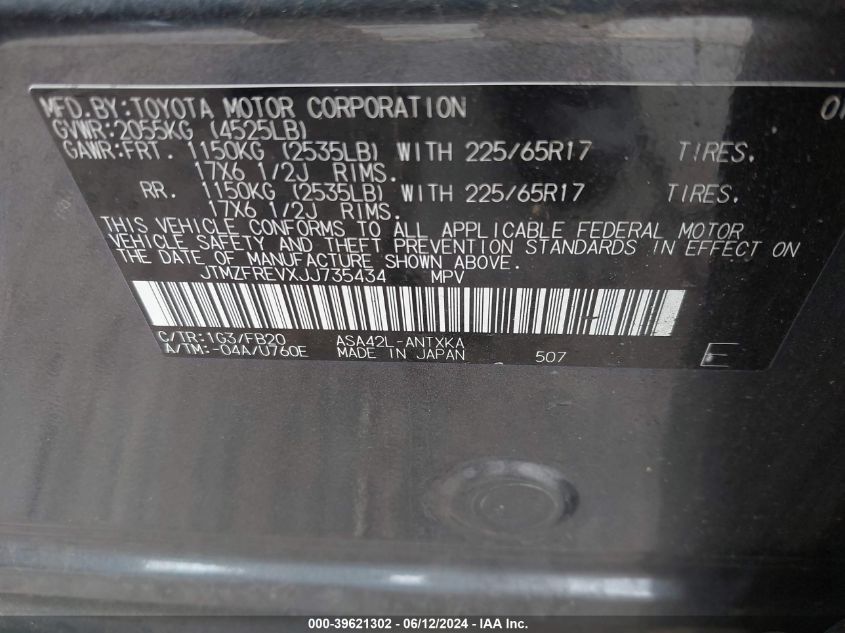 MFD.BY:TOYOTA MOTOR CORPORATION
GVWR:2055KG (4525LB)
GAWR:FRT. 1150KG (2535LB) WITH 225/65R17 TIRES.
17X6 1/2J RIMS.
RR. 1150KG (2535LB) WITH 225/65R17 TIRES.
17X6 1/2J RIMS.
THIS VEHICLE CONFORMS TO ALL APPLICABLE FEDERAL MOTOR
VEHICLE SAFETY AND THEFT PREVENTION STANDARDS IN EFFECT ON
THE DATE OF MANUFACTURE SHOWN ABOVE.
JTMZFREVXJJ735434 MPV
C/TR:1G3/FB20 ASA42L-ANTXKA
A/TM:-04A/U760E MADE IN JAPAN 507 E
000-39621302 - 06/12/2024 - IAA Inc.